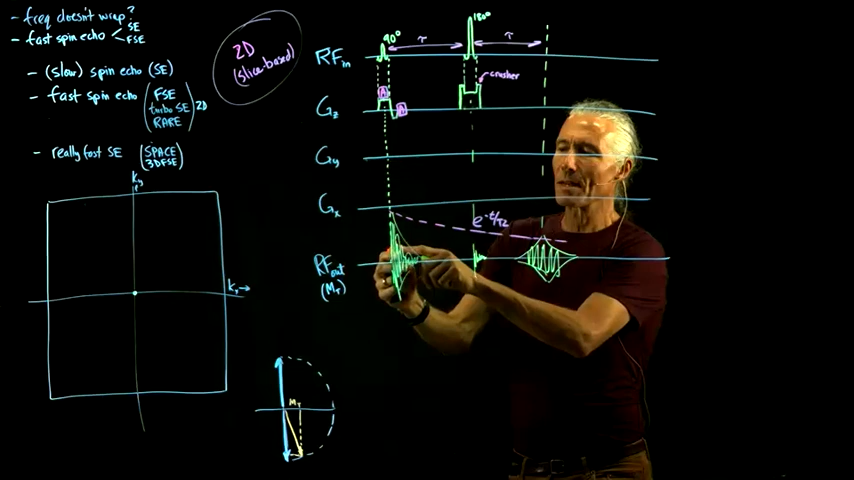 - freq doesn't wrap?
- fast spin echo < SE
FSE
- (slow) spin echo (SE)
- fast spin echo (FSE
turbo SE
RARE) 2D
- really fast SE (SPACE
3DFSE)
2D
(slice-based)
RFin
90°
τ
180°
τ
crusher
Gz
A
A
Gy
Gx
e^-t/T2
RFout
(MT)
ky
kx →
MT